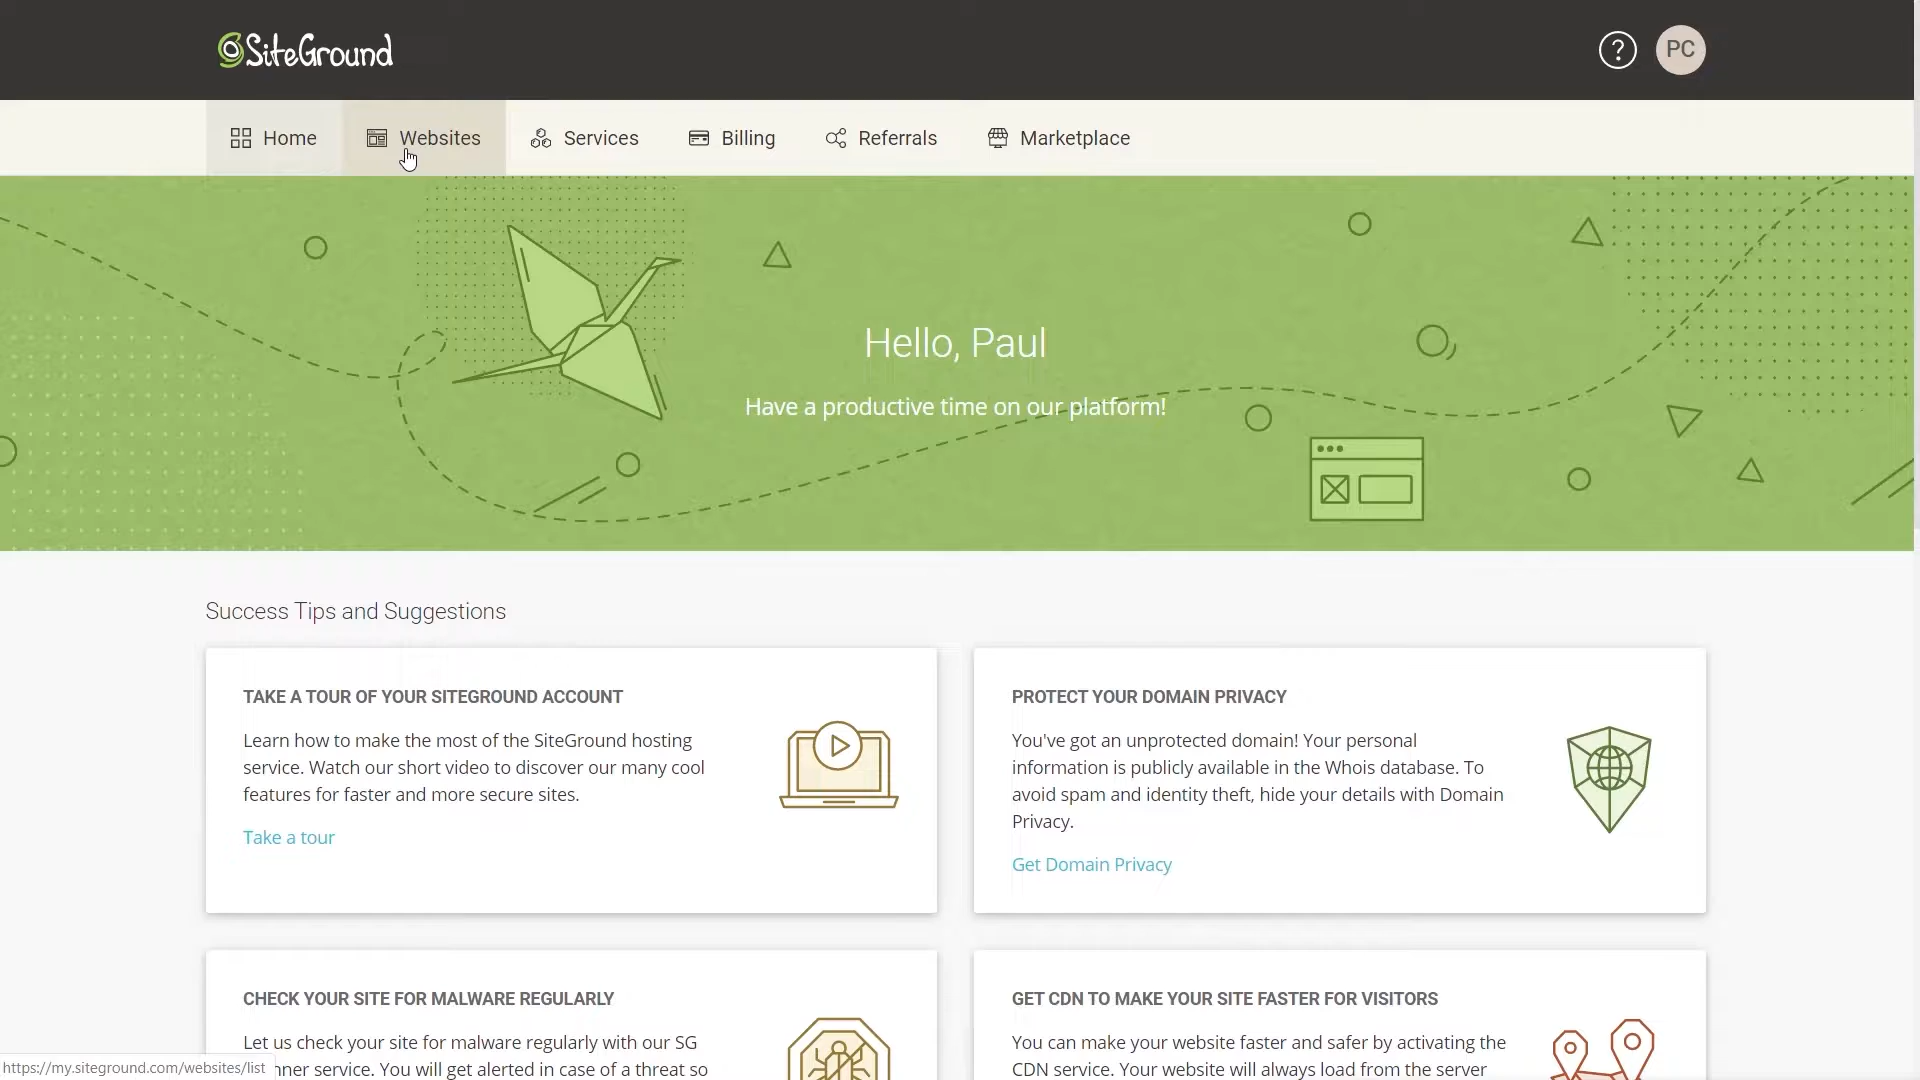 SiteGround
? PC
Home Websites Services Billing Referrals Marketplace
Hello, Paul
Have a productive time on our platform!
Success Tips and Suggestions
TAKE A TOUR OF YOUR SITEGROUND ACCOUNT
Learn how to make the most of the SiteGround hosting
service. Watch our short video to discover our many cool
features for faster and more secure sites.
Take a tour
PROTECT YOUR DOMAIN PRIVACY
You've got an unprotected domain! Your personal
information is publicly available in the Whois database. To
avoid spam and identity theft, hide your details with Domain
Privacy.
Get Domain Privacy
CHECK YOUR SITE FOR MALWARE REGULARLY
Let us check your site for malware regularly with our SG
service. You will get alerted in case of a threat so
GET CDN TO MAKE YOUR SITE FASTER FOR VISITORS
You can make your website faster and safer by activating the
CDN service. Your website will always load from the server
https://my.siteground.com/websites/list